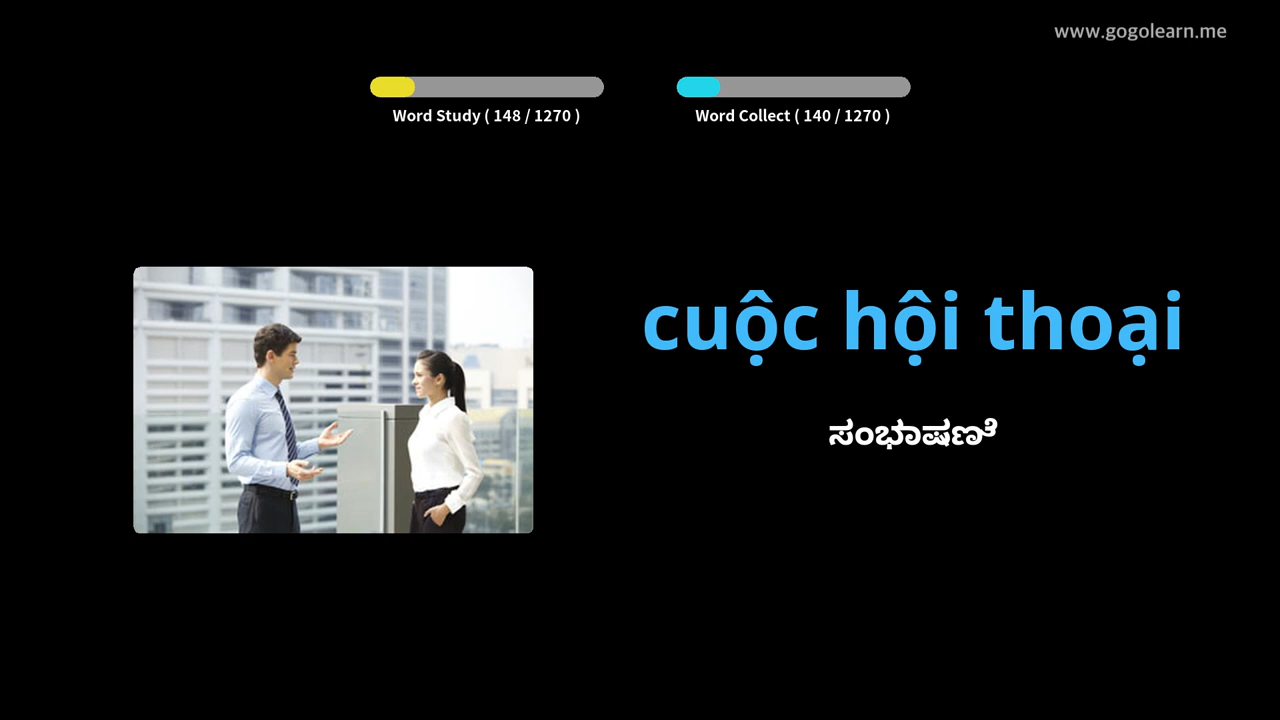 www.gogolearn.me
Word Study ( 148 / 1270 )
Word Collect ( 140 / 1270 )
cuộc hội thoại
ಸಂಭಾಷಣೆ